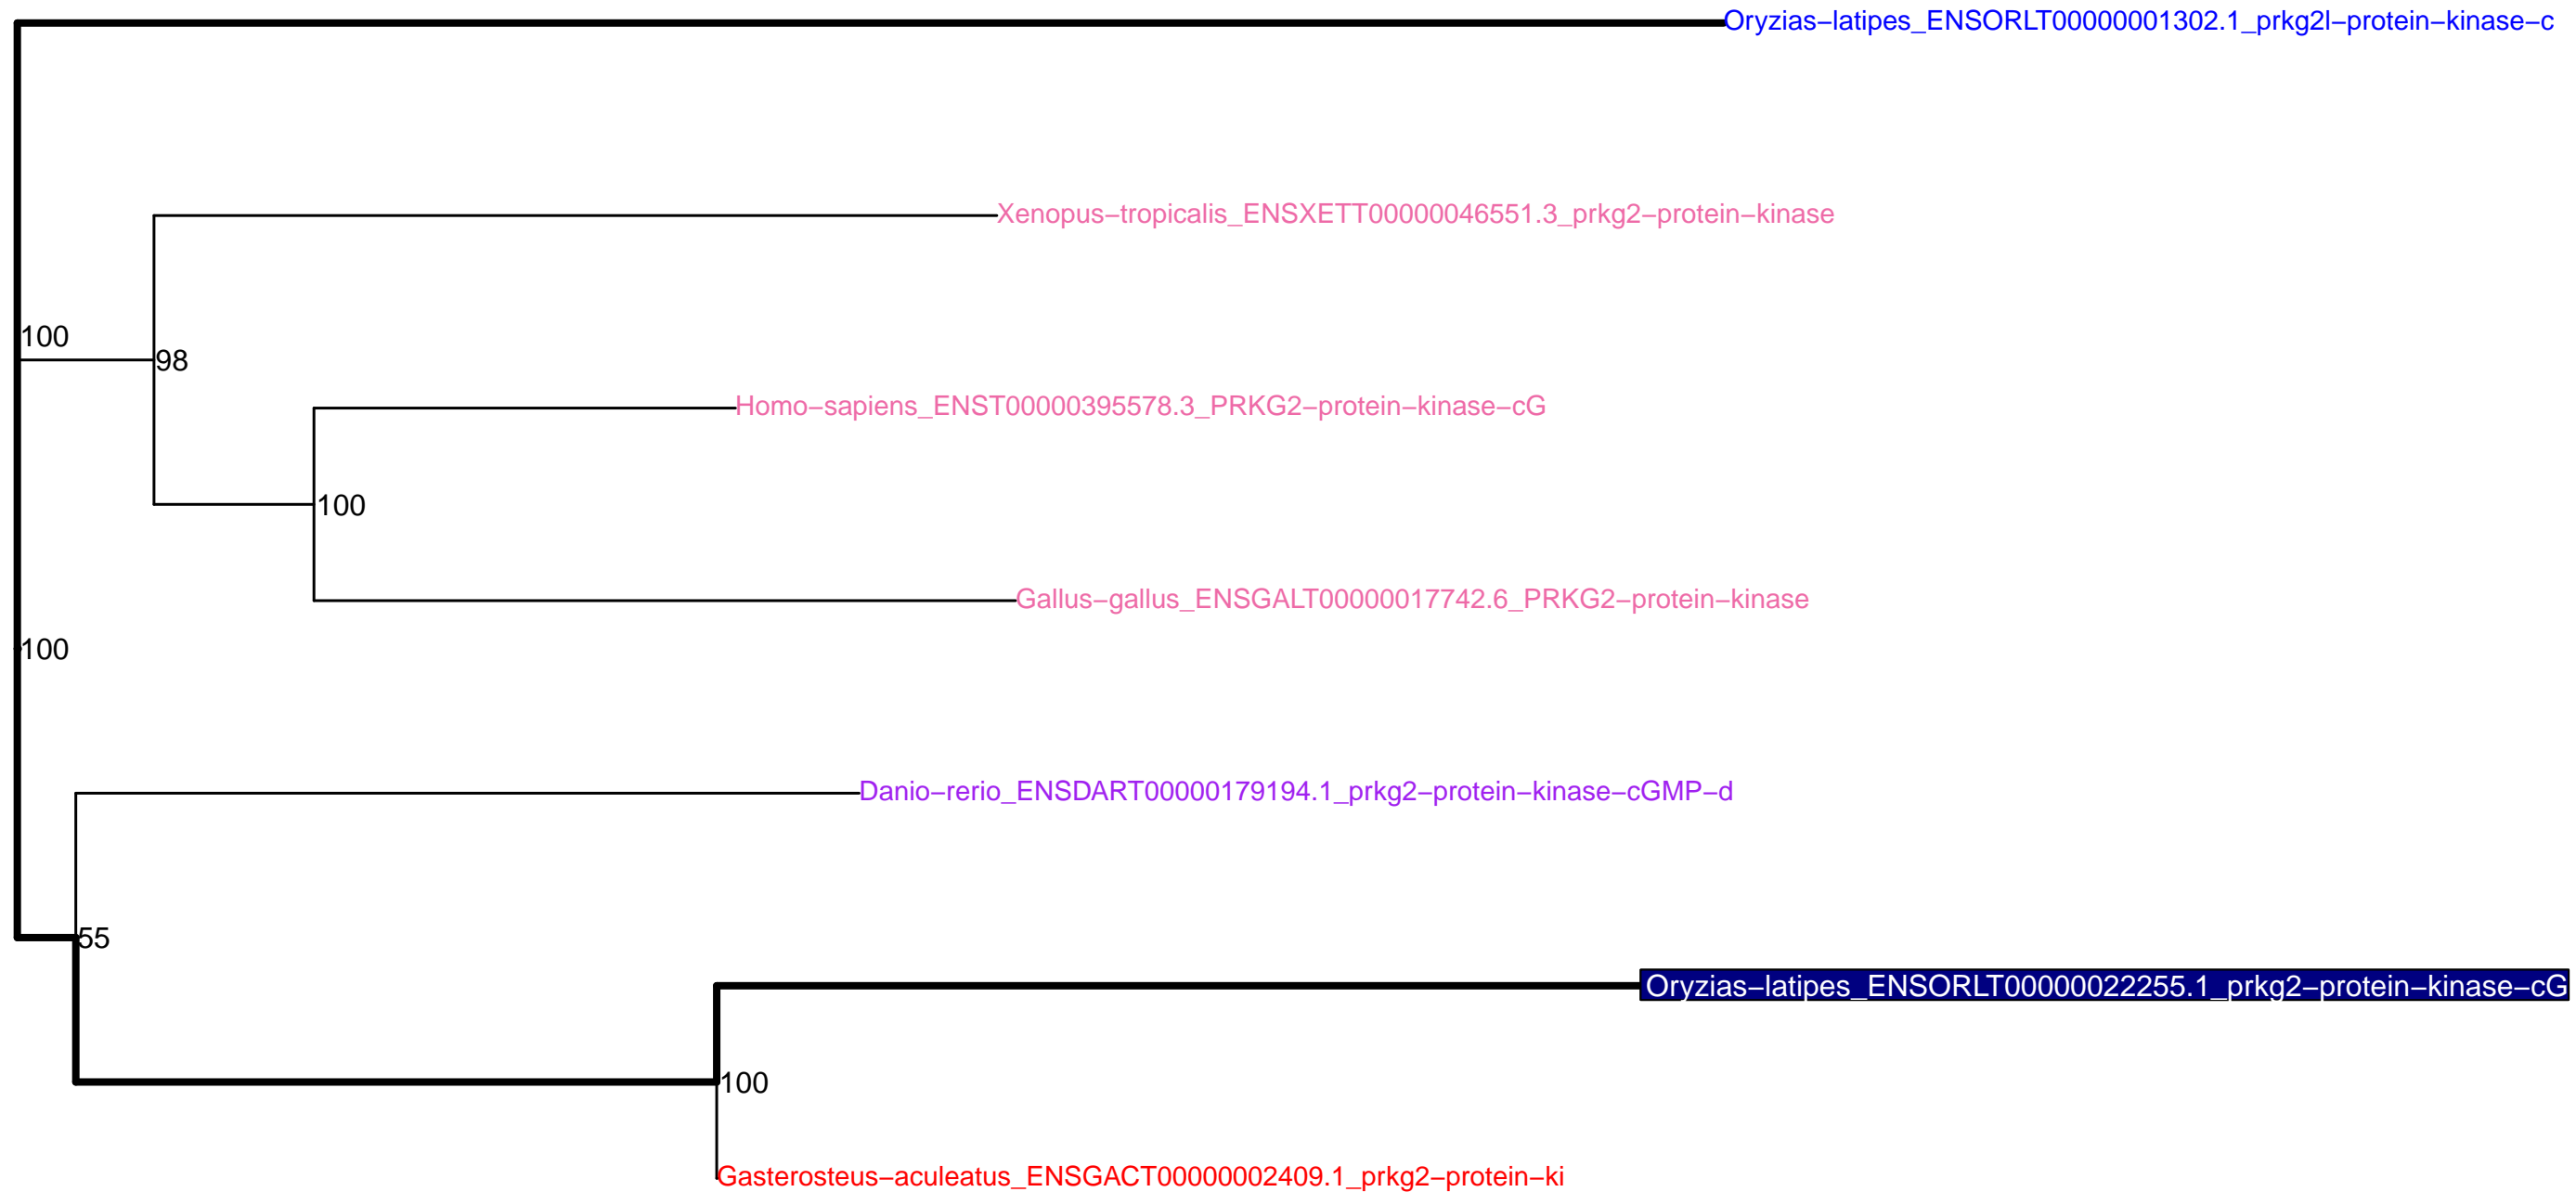 Oryzias−latipes_ENSORLT00000001302.1_prkg2l−protein−kinase−c
Xenopus−tropicalis_ENSXETT00000046551.3_prkg2−protein−kinase
100
98
Homo−sapiens_ENST00000395578.3_PRKG2−protein−kinase−cG
100
Gallus−gallus_ENSGALT00000017742.6_PRKG2−protein−kinase
100
Danio−rerio_ENSDART00000179194.1_prkg2−protein−kinase−cGMP−d
55
Oryzias−latipes_ENSORLT00000022255.1_prkg2−protein−kinase−cG
100
Gasterosteus−aculeatus_ENSGACT00000002409.1_prkg2−protein−ki